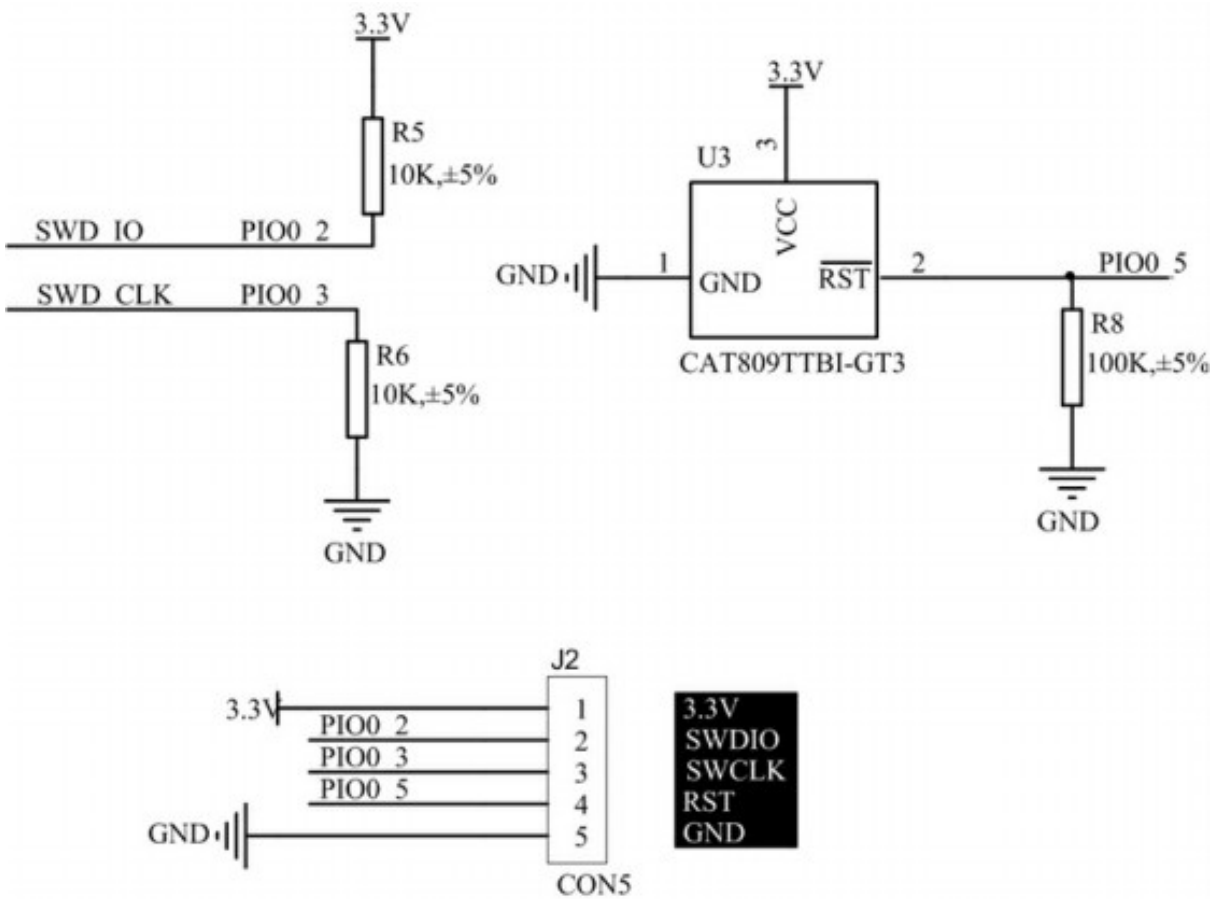 3.3V
R5
10K,±5%
SWD IO PIO0 2
SWD CLK PIO0 3
R6
10K,±5%
GND
3.3V
U3
3
VCC
GND
1
GND
RST
2
PIO0 5
CAT809TTBI-GT3
R8
100K,±5%
GND
J2
3.3V
1
PIO0 2
2
PIO0 3
3
PIO0 5
4
GND
5
CON5
3.3V
SWDIO
SWCLK
RST
GND